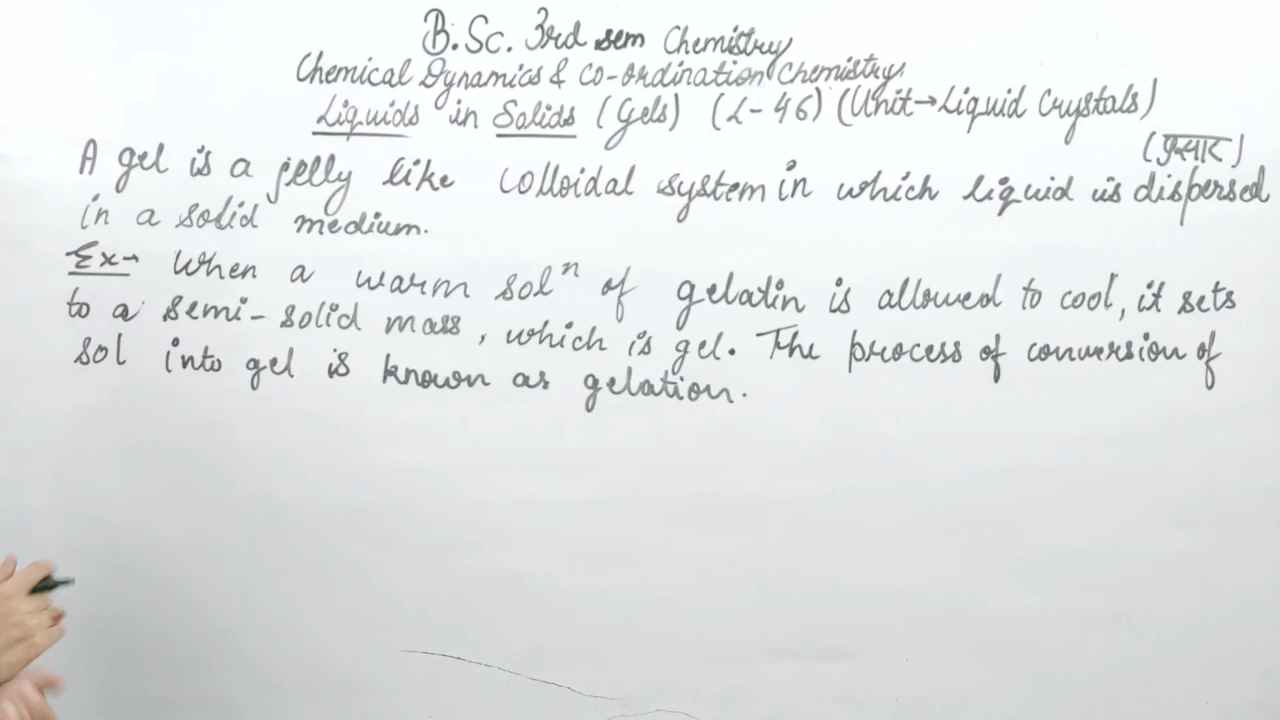 B.Sc. 3rd sem Chemistry
Chemical Dynamics & Co-ordination Chemistry
Liquids in Solids (Gels) (L-46) (Unit→Liquid Crystals)
A gel is a jelly like colloidal system in which liquid is dispersed
in a solid medium.
Ex→ When a warm solⁿ of gelatin is allowed to cool, it sets
to a semi-solid mass, which is gel. The process of conversion of
sol into gel is known as gelation.